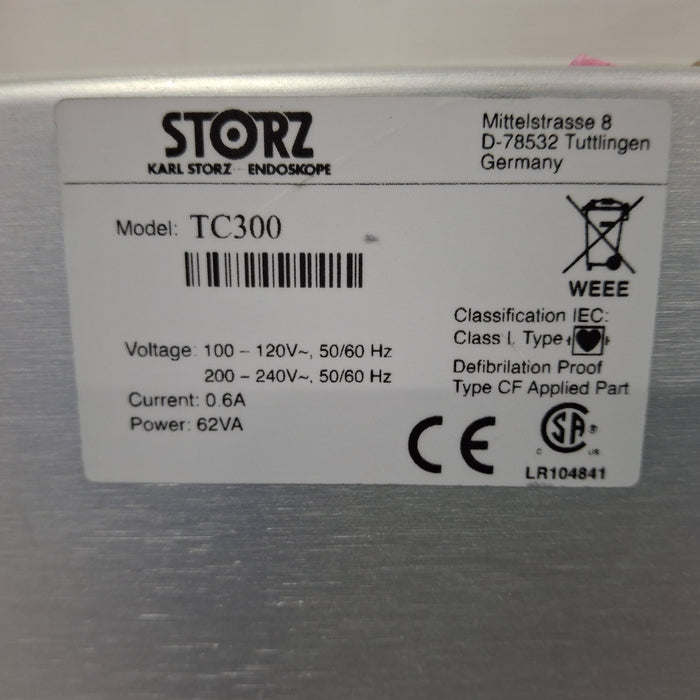 STORZ
KARL STORZ ENDOSKOPE
Mittelstrasse 8
D-78532 Tuttlingen
Germany
Model: TC300
WEEE
Classification IEC:
Class I. Type
Defibrilation Proof
Type CF Applied Part
Voltage: 100 – 120V~, 50/60 Hz
200 – 240V~, 50/60 Hz
Current: 0.6A
Power: 62VA
CE
C SA ® US
LR104841